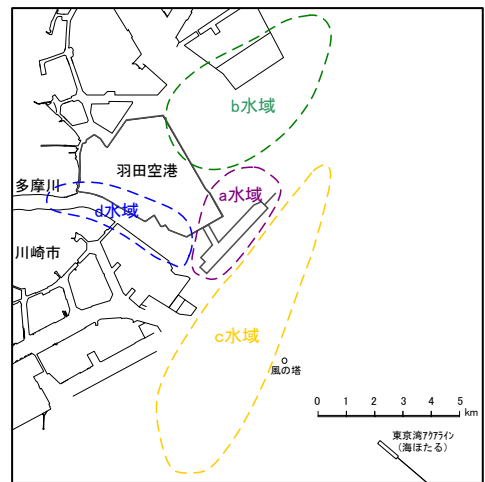 b水域
羽田空港
多摩川
a水域
d水域
川崎市
c水域
風の塔
0 1 2 3 4 5
km
東京湾アクアライン
(海ほたる)